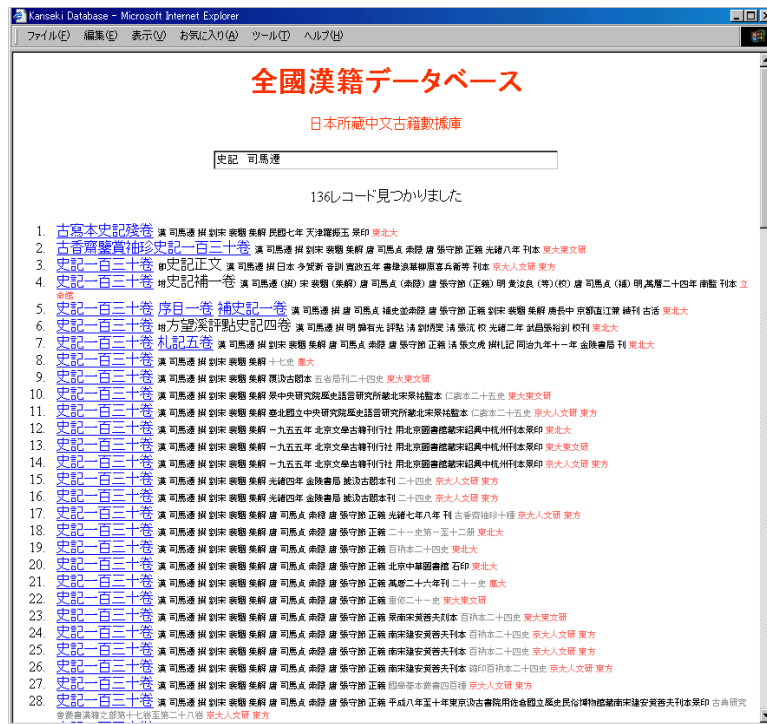 Kanseki Database - Microsoft Internet Explorer
ファイル(F) 編集(E) 表示(V) お気に入り(A) ツール(T) ヘルプ(H)
全國漢籍データベース
日本所藏中文古籍數據庫
史記 司馬遷
136レコード見つかりました
1. 古寫本史記殘卷 漢 司馬遷 撰 劉宋 裴駰 集解 民國七年 天津羅振玉 景印 東北大
2. 古香齋鑒賞袖珍史記一百三十卷 漢 司馬遷 撰 劉宋 裴駰 集解 唐 司馬貞 索隱 唐 張守節 正義 光緒八年 刊本 東大東文研
3. 史記一百三十卷 卽史記正文 漢 司馬遷 撰 日本 多賀漸 音訓 寬政五年 書肆浪華柳原喜兵衞等 刊本 京大人文研 東方
4. 史記一百三十卷 坿史記補一卷 漢 司馬遷 (撰) 宋 裴駰 (集解) 唐 司馬貞 (索隱) 唐 張守節 (正義) 明 黄汝良 (等)(校) 唐 司馬貞 (補) 明,萬曆二十四年 南監 刊本 立
命館
5. 史記一百三十卷 序目一卷 補史記一卷 漢 司馬遷 撰 唐 司馬貞 補史並索隱 唐 張守節 正義 劉宋 裴駰 集解 慶長中 京都直江兼續刊 古活 東北大
6. 史記一百三十卷 坿方望溪評點史記四卷 漢 司馬遷 撰 明 歸有光 評點 清 劉 清 張沆 校 光緒二年 武昌張裕釗 校刊 東北大
7. 史記一百三十卷 札記五卷 漢 司馬遷 撰 劉宋 裴駰 集解 唐 司馬貞 索隱 唐 張守節 正義 清 張文虎 撰札記 同治九年十一年 金陵書局 刊 東北大
8. 史記一百三十卷 漢 司馬遷 撰 劉宋 裴駰 集解 十七史 慶大
9. 史記一百三十卷 漢 司馬遷 撰 劉宋 裴駰 集解 覆汲古閣本 五省局刊二十四史 東大東文研
10. 史記一百三十卷 漢 司馬遷 撰 劉宋 裴駰 集解 景中央研究院歷史語言研究所藏北宋景祐監本 仁壽本二十五史 東大東文研
11. 史記一百三十卷 漢 司馬遷 撰 劉宋 裴駰 集解 臺北國立中央研究院歷史語言研究所藏北宋景祐監本 仁壽本二十五史 京大人文研 東方
12. 史記一百三十卷 漢 司馬遷 撰 劉宋 裴駰 集解 一九五五年 北京文學古籍刊行社 用北京圖書館藏宋紹興中杭州刊本景印 東北大
13. 史記一百三十卷 漢 司馬遷 撰 劉宋 裴駰 集解 一九五五年 北京文學古籍刊行社 用北京圖書館藏宋紹興中杭州刊本景印 東大東文研
14. 史記一百三十卷 漢 司馬遷 撰 劉宋 裴駰 集解 一九五五年 北京文學古籍刊行社 用北京圖書館藏宋紹興中杭州刊本景印 京大人文研 東方
15. 史記一百三十卷 漢 司馬遷 撰 劉宋 裴駰 集解 光緒四年 金陵書局 據汲古閣本刊 二十四史 京大人文研 東方
16. 史記一百三十卷 漢 司馬遷 撰 劉宋 裴駰 集解 光緒四年 金陵書局 據汲古閣本刊 二十四史 京大人文研 東方
17. 史記一百三十卷 漢 司馬遷 撰 劉宋 裴駰 集解 唐 司馬貞 索隱 唐 張守節 正義 光緒七年八年 刊 古香齋袖珍十種 京大人文研 東方
18. 史記一百三十卷 漢 司馬遷 撰 劉宋 裴駰 集解 唐 司馬貞 索隱 唐 張守節 正義 二十一史第一至十二册 東北大
19. 史記一百三十卷 漢 司馬遷 撰 劉宋 裴駰 集解 唐 司馬貞 索隱 唐 張守節 正義 百衲本二十四史 東北大
20. 史記一百三十卷 漢 司馬遷 撰 劉宋 裴駰 集解 唐 司馬貞 索隱 唐 張守節 正義 北京中華圖書館 石印 東北大
21. 史記一百三十卷 漢 司馬遷 撰 劉宋 裴駰 集解 唐 司馬貞 索隱 唐 張守節 正義 萬曆二十六年刊 二十一史 慶大
22. 史記一百三十卷 漢 司馬遷 撰 劉宋 裴駰 集解 唐 司馬貞 索隱 唐 張守節 正義 重修二十一史 東大東文研
23. 史記一百三十卷 漢 司馬遷 撰 劉宋 裴駰 集解 唐 司馬貞 索隱 唐 張守節 正義 景南宋黄善夫刻本 百衲本二十四史 東大東文研
24. 史記一百三十卷 漢 司馬遷 撰 劉宋 裴駰 集解 唐 司馬貞 索隱 唐 張守節 正義 南宋建安黄善夫刊本 百衲本二十四史 京大人文研 東方
25. 史記一百三十卷 漢 司馬遷 撰 劉宋 裴駰 集解 唐 司馬貞 索隱 唐 張守節 正義 南宋建安黄善夫刊本 百衲本二十四史 京大人文研 東方
26. 史記一百三十卷 漢 司馬遷 撰 劉宋 裴駰 集解 唐 司馬貞 索隱 唐 張守節 正義 南宋建安黄善夫刊本 縮印百衲本二十四史 京大人文研 東方
27. 史記一百三十卷 漢 司馬遷 撰 劉宋 裴駰 集解 唐 司馬貞 索隱 唐 張守節 正義 國學基本叢書四百種 京大人文研 東方
28. 史記一百三十卷 漢 司馬遷 撰 劉宋 裴駰 集解 唐 司馬貞 索隱 唐 張守節 正義 平成八年至十年東京汲古書院用佐倉國立歷史民俗博物館藏南宋建安黄善夫刊本景印 古典研究
會叢書漢籍之部第十七卷至第二十八卷 京大人文研 東方